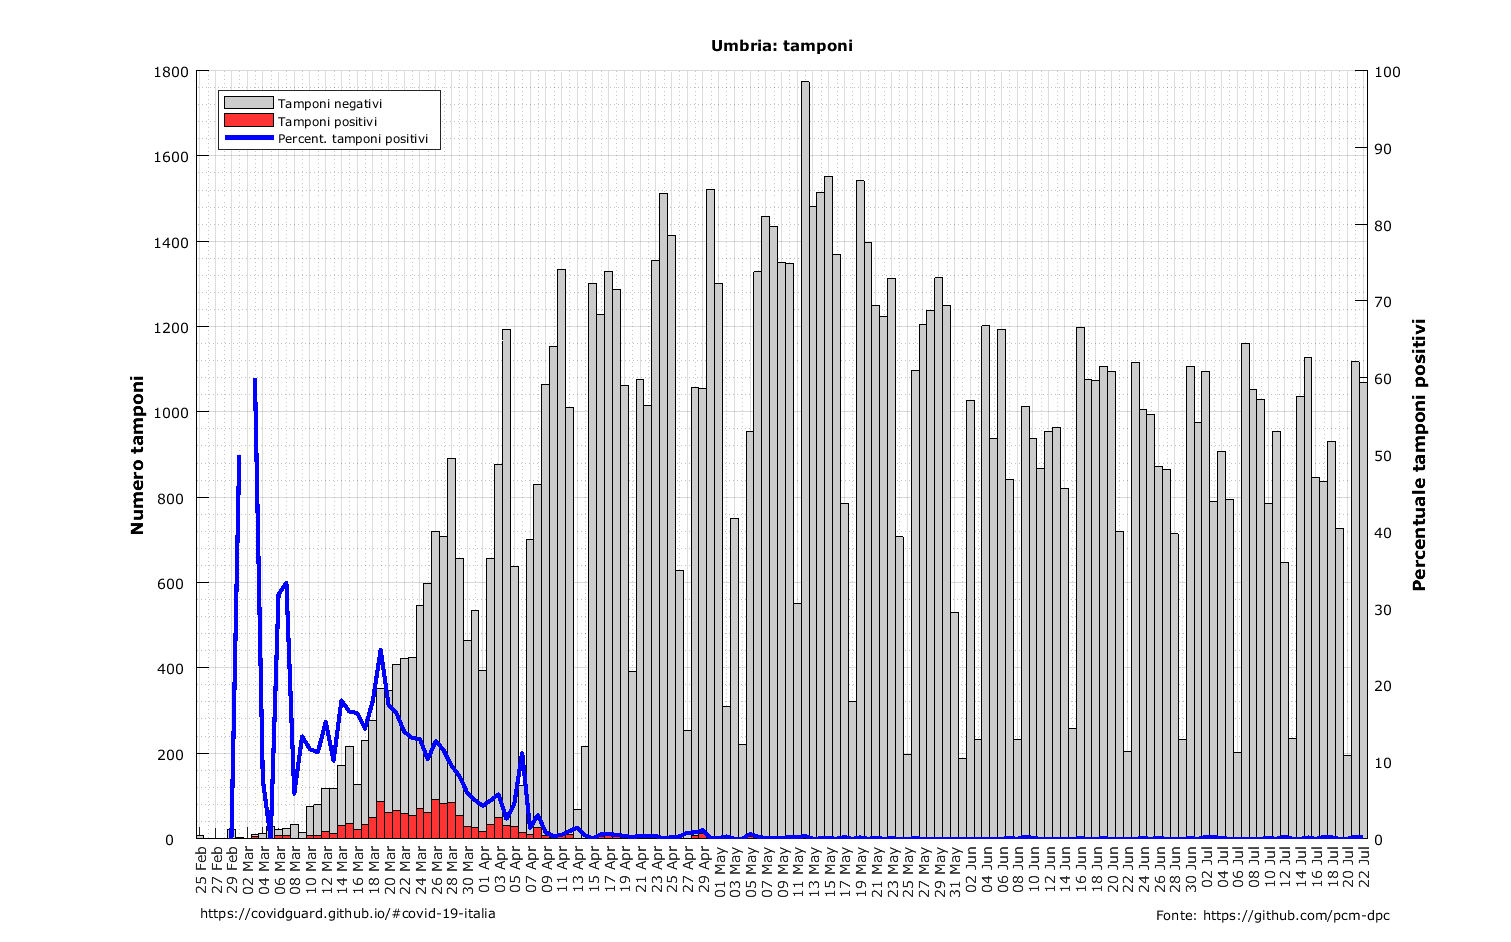 Umbria: tamponi
Tamponi negativi
Tamponi positivi
Percent. tamponi positivi
Numero tamponi
1800
1600
1400
1200
1000
800
600
400
200
0
Percentuale tamponi positivi
100
90
80
70
60
50
40
30
20
10
0
25 Feb
27 Feb
29 Feb
02 Mar
04 Mar
06 Mar
08 Mar
10 Mar
12 Mar
14 Mar
16 Mar
18 Mar
20 Mar
22 Mar
24 Mar
26 Mar
28 Mar
30 Mar
01 Apr
03 Apr
05 Apr
07 Apr
09 Apr
11 Apr
13 Apr
15 Apr
17 Apr
19 Apr
21 Apr
23 Apr
25 Apr
27 Apr
29 Apr
01 May
03 May
05 May
07 May
09 May
11 May
13 May
15 May
17 May
19 May
21 May
23 May
25 May
27 May
29 May
31 May
02 Jun
04 Jun
06 Jun
08 Jun
10 Jun
12 Jun
14 Jun
16 Jun
18 Jun
20 Jun
22 Jun
24 Jun
26 Jun
28 Jun
30 Jun
02 Jul
04 Jul
06 Jul
08 Jul
10 Jul
12 Jul
14 Jul
16 Jul
18 Jul
20 Jul
22 Jul
https://covidguard.github.io/#covid-19-italia
Fonte: https://github.com/pcm-dpc